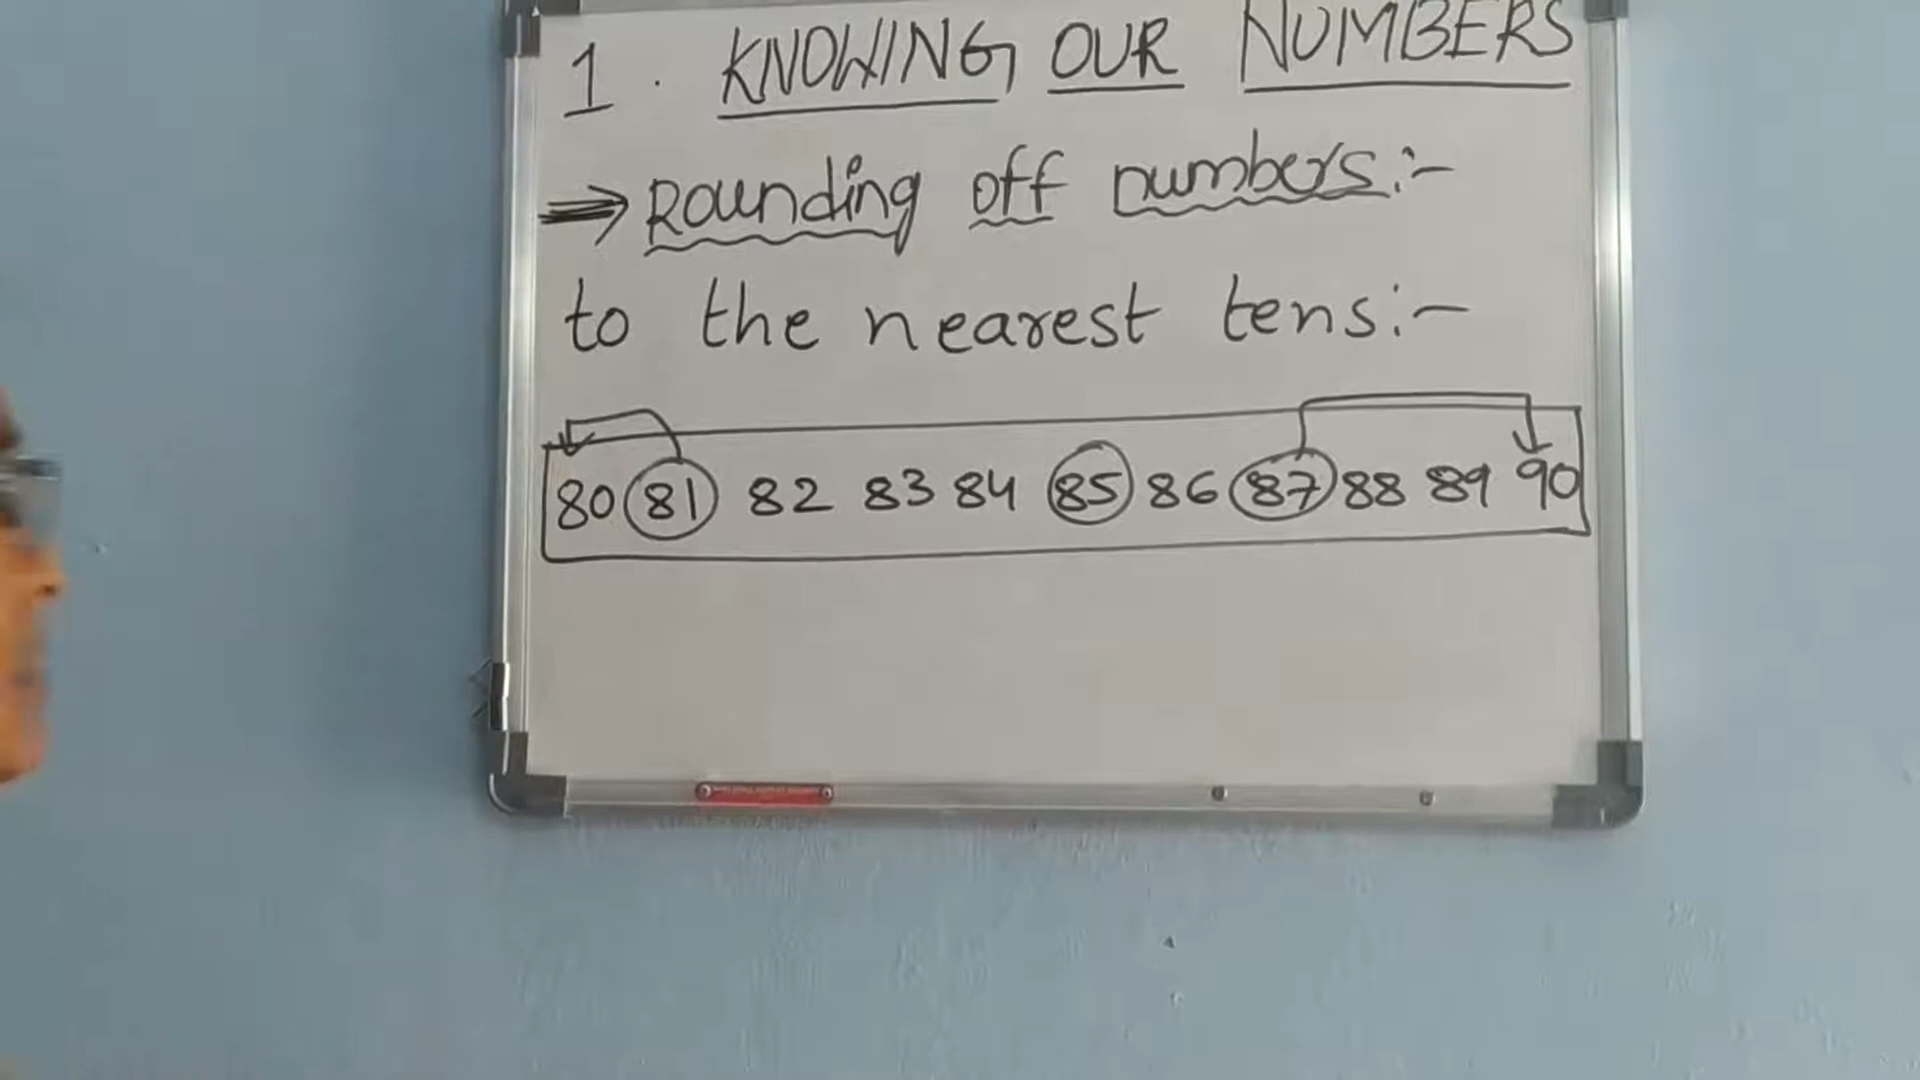 1. KNOWING OUR NUMBERS
⇒ Rounding off numbers:-
to the nearest tens:-
80 81 82 83 84 85 86 87 88 89 90